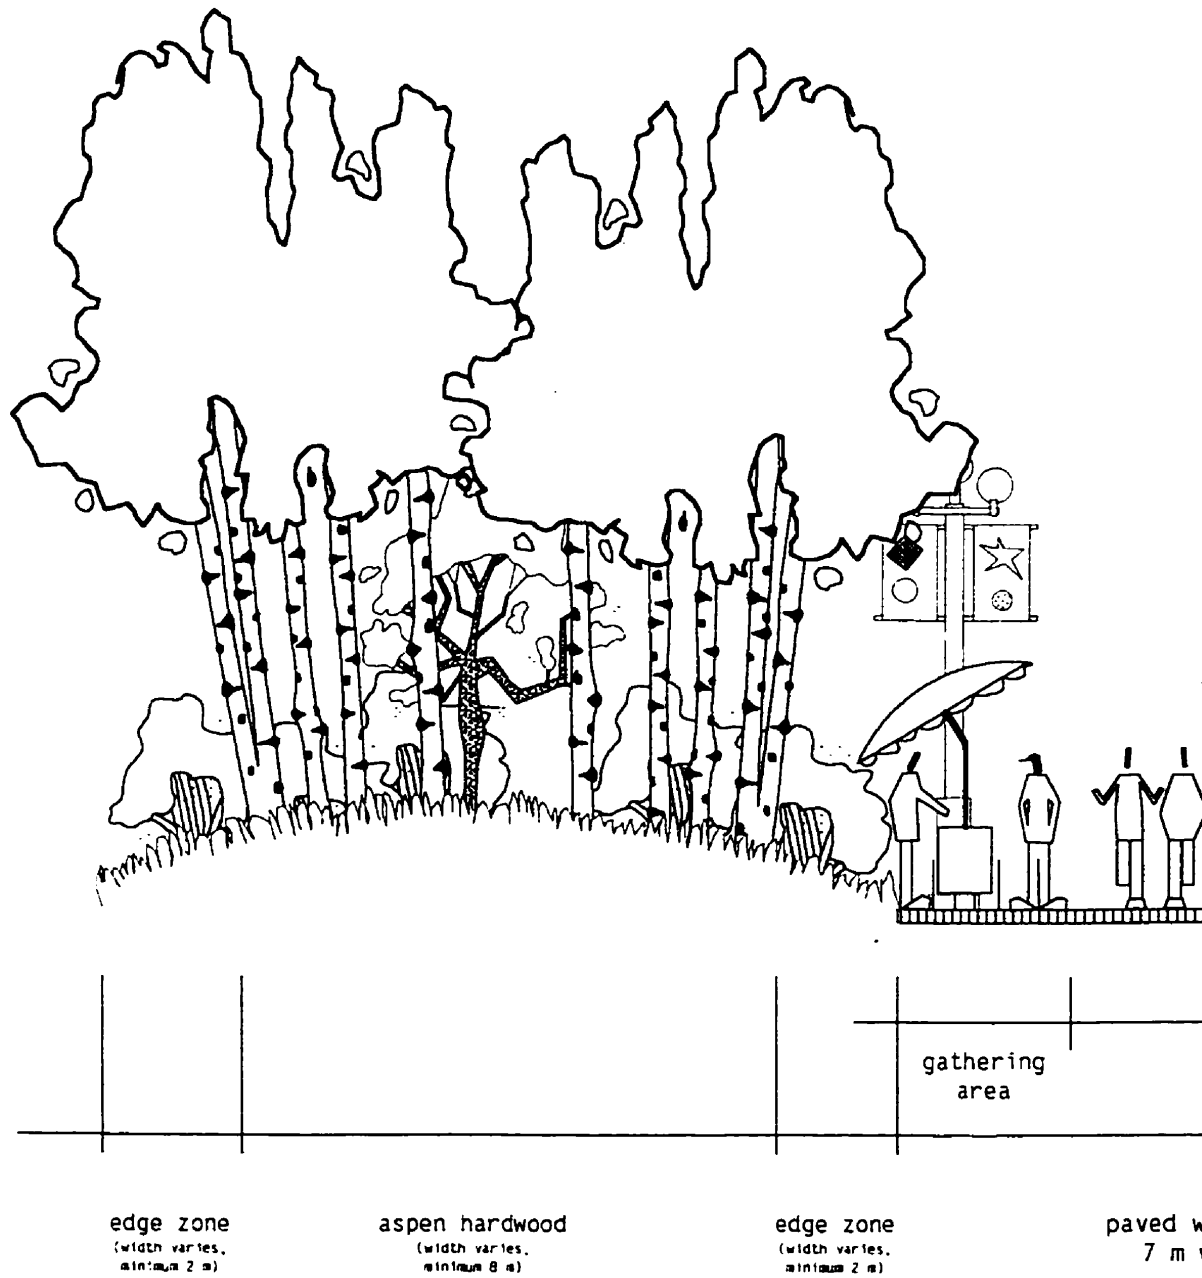 gathering
area
edge zone
(width varies,
minimum 2 m)
aspen hardwood
(width varies,
minimum 8 m)
edge zone
(width varies,
minimum 2 m)
paved w
7 m